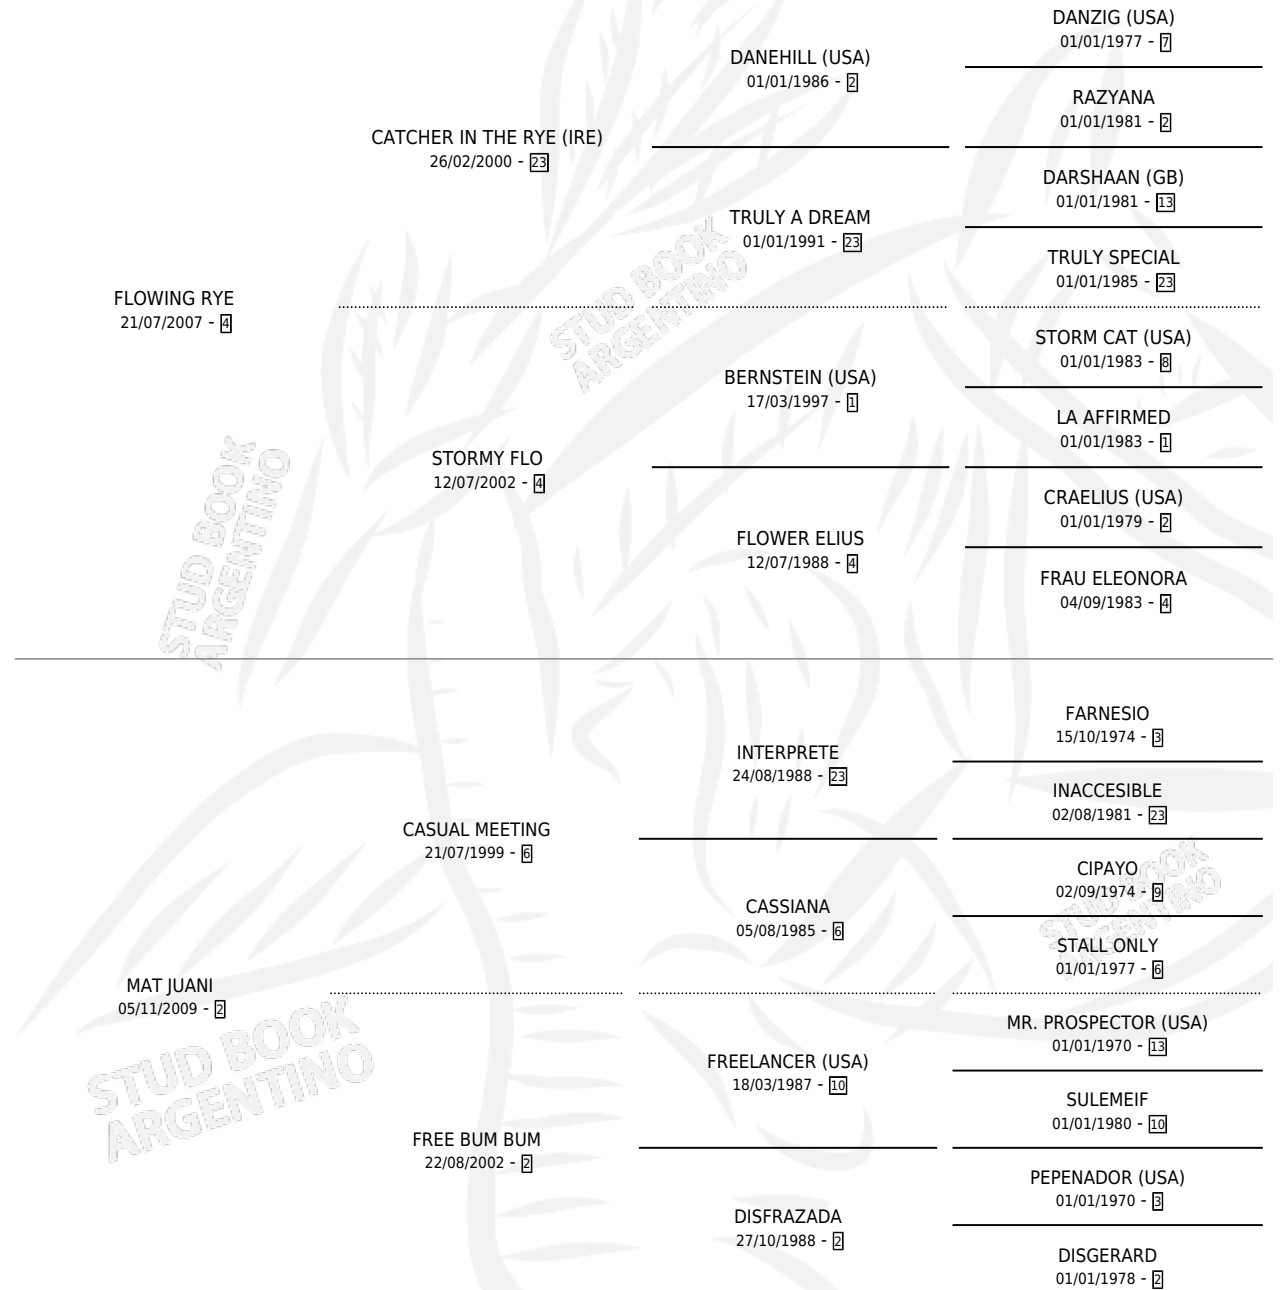 DANZIG (USA)
01/01/1977 - 7
DANEHILL (USA)
01/01/1986 - 2
RAZYANA
01/01/1981 - 2
CATCHER IN THE RYE (IRE)
26/02/2000 - 23
DARSHAAN (GB)
01/01/1981 - 13
TRULY A DREAM
01/01/1991 - 23
TRULY SPECIAL
01/01/1985 - 23
FLOWING RYE
21/07/2007 - 4
STORM CAT (USA)
01/01/1983 - 8
BERNSTEIN (USA)
17/03/1997 - 1
LA AFFIRMED
01/01/1983 - 1
STORMY FLO
12/07/2002 - 4
CRAELIUS (USA)
01/01/1979 - 2
FLOWER ELIUS
12/07/1988 - 4
FRAU ELEONORA
04/09/1983 - 4
STUD BOOK
ARGENTINO
STUD BOOK
ARGENTINO
FARNESIO
15/10/1974 - 3
INTERPRETE
24/08/1988 - 23
INACCESIBLE
02/08/1981 - 23
CASUAL MEETING
21/07/1999 - 6
CIPAYO
02/09/1974 - 9
CASSIANA
05/08/1985 - 6
STALL ONLY
01/01/1977 - 6
MAT JUANI
05/11/2009 - 2
MR. PROSPECTOR (USA)
01/01/1970 - 13
FREELANCER (USA)
18/03/1987 - 10
SULEMEIF
01/01/1980 - 10
FREE BUM BUM
22/08/2002 - 2
PEPENADOR (USA)
01/01/1970 - 3
DISFRAZADA
27/10/1988 - 2
DISGERARD
01/01/1978 - 2
STUD BOOK
ARGENTINO
STUD BOOK
ARGENTINO